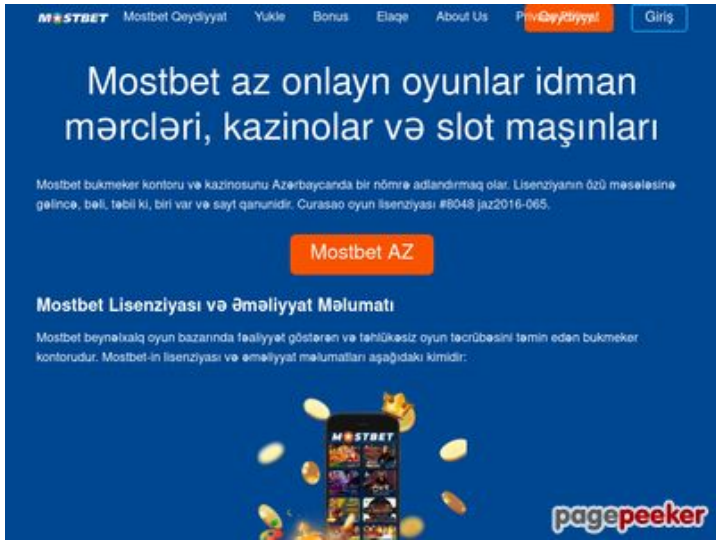 MOSTBET Mostbet Qeydiyyat Yukle Bonus Elaqe About Us Qeydiyyat Giriş
Mostbet az onlayn oyunlar idman
mərcləri, kazinolar və slot maşınları
Mostbet bukmeker kontoru və kazinosunu Azərbaycanda bir nömrə adlandırmaq olar. Lisenziyanın özü məsələsinə
gəlincə, bəli, təbii ki, biri var və sayt qanunidir. Curasao oyun lisenziyası #8048 jaz2016-065.
Mostbet AZ
Mostbet Lisenziyası və Əməliyyat Məlumatı
Mostbet beynəlxalq oyun bazarında fəaliyyət göstərən və təhlükəsiz oyun təcrübəsini təmin edən bukmeker
kontorudur. Mostbet-in lisenziyası və əməliyyat məlumatları aşağıdakı kimidir:
MOSTBET
pagepeeker